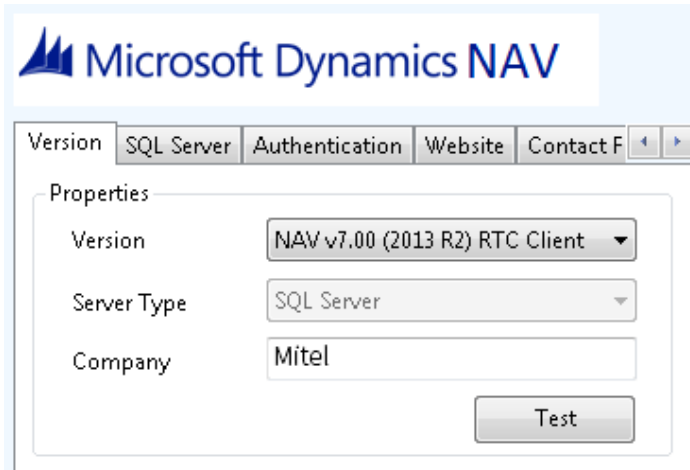 Microsoft Dynamics NAV
Version SQL Server Authentication Website Contact F
Properties
Version NAV v7.00 (2013 R2) RTC Client
Server Type SQL Server
Company Mitel
Test